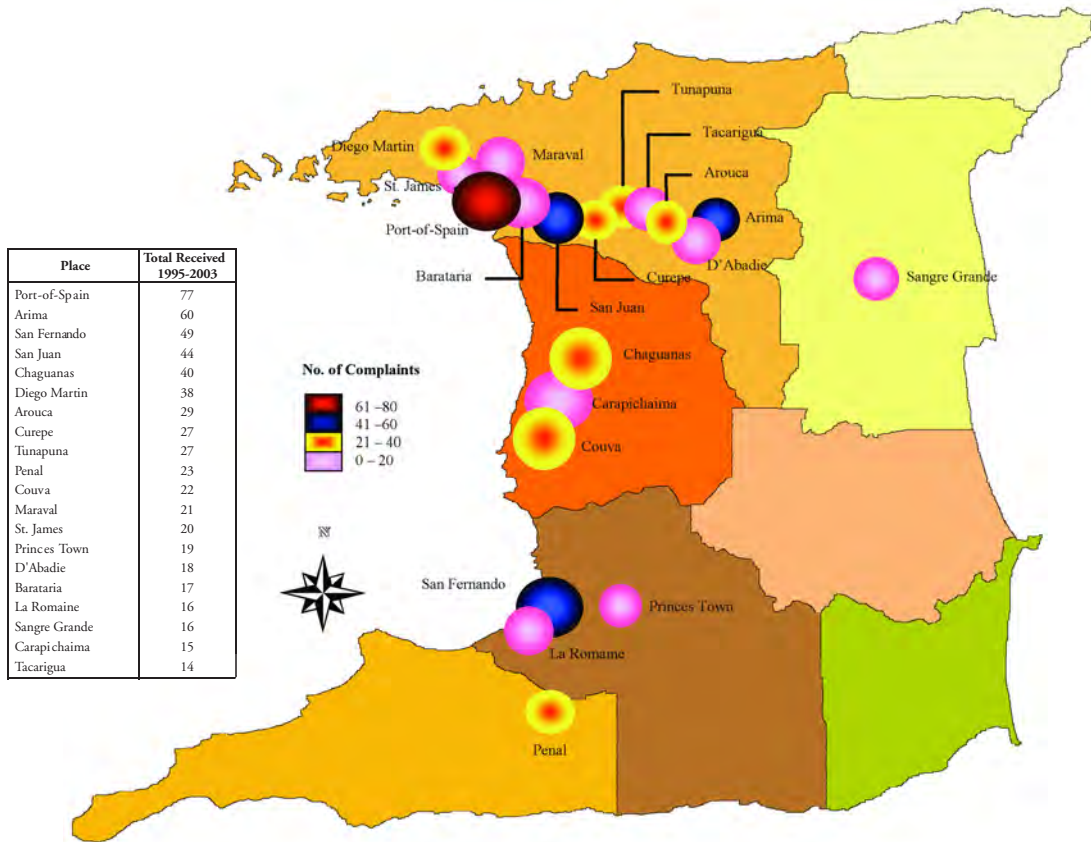 Tunapuna
Tacarigua
Diego Martin
Maraval
Arouca
St. James
Arima
Port-of-Spain
D'Abadie
Barataria
Curepe
Sangre Grande
San Juan
Place Total Received
1995-2003
Port-of-Spain 77
Arima 60
San Fernando 49
San Juan 44
Chaguanas 40
Diego Martin 38
Arouca 29
Curepe 27
Tunapuna 27
Penal 23
Couva 22
Maraval 21
St. James 20
Princes Town 19
D'Abadie 18
Barataria 17
La Romaine 16
Sangre Grande 16
Carapichaima 15
Tacarigua 14
No. of Complaints
61 –80
41 –60
21 – 40
0 – 20
Chaguanas
Carapichaima
Couva
N
San Fernando
Princes Town
La Romame
Penal